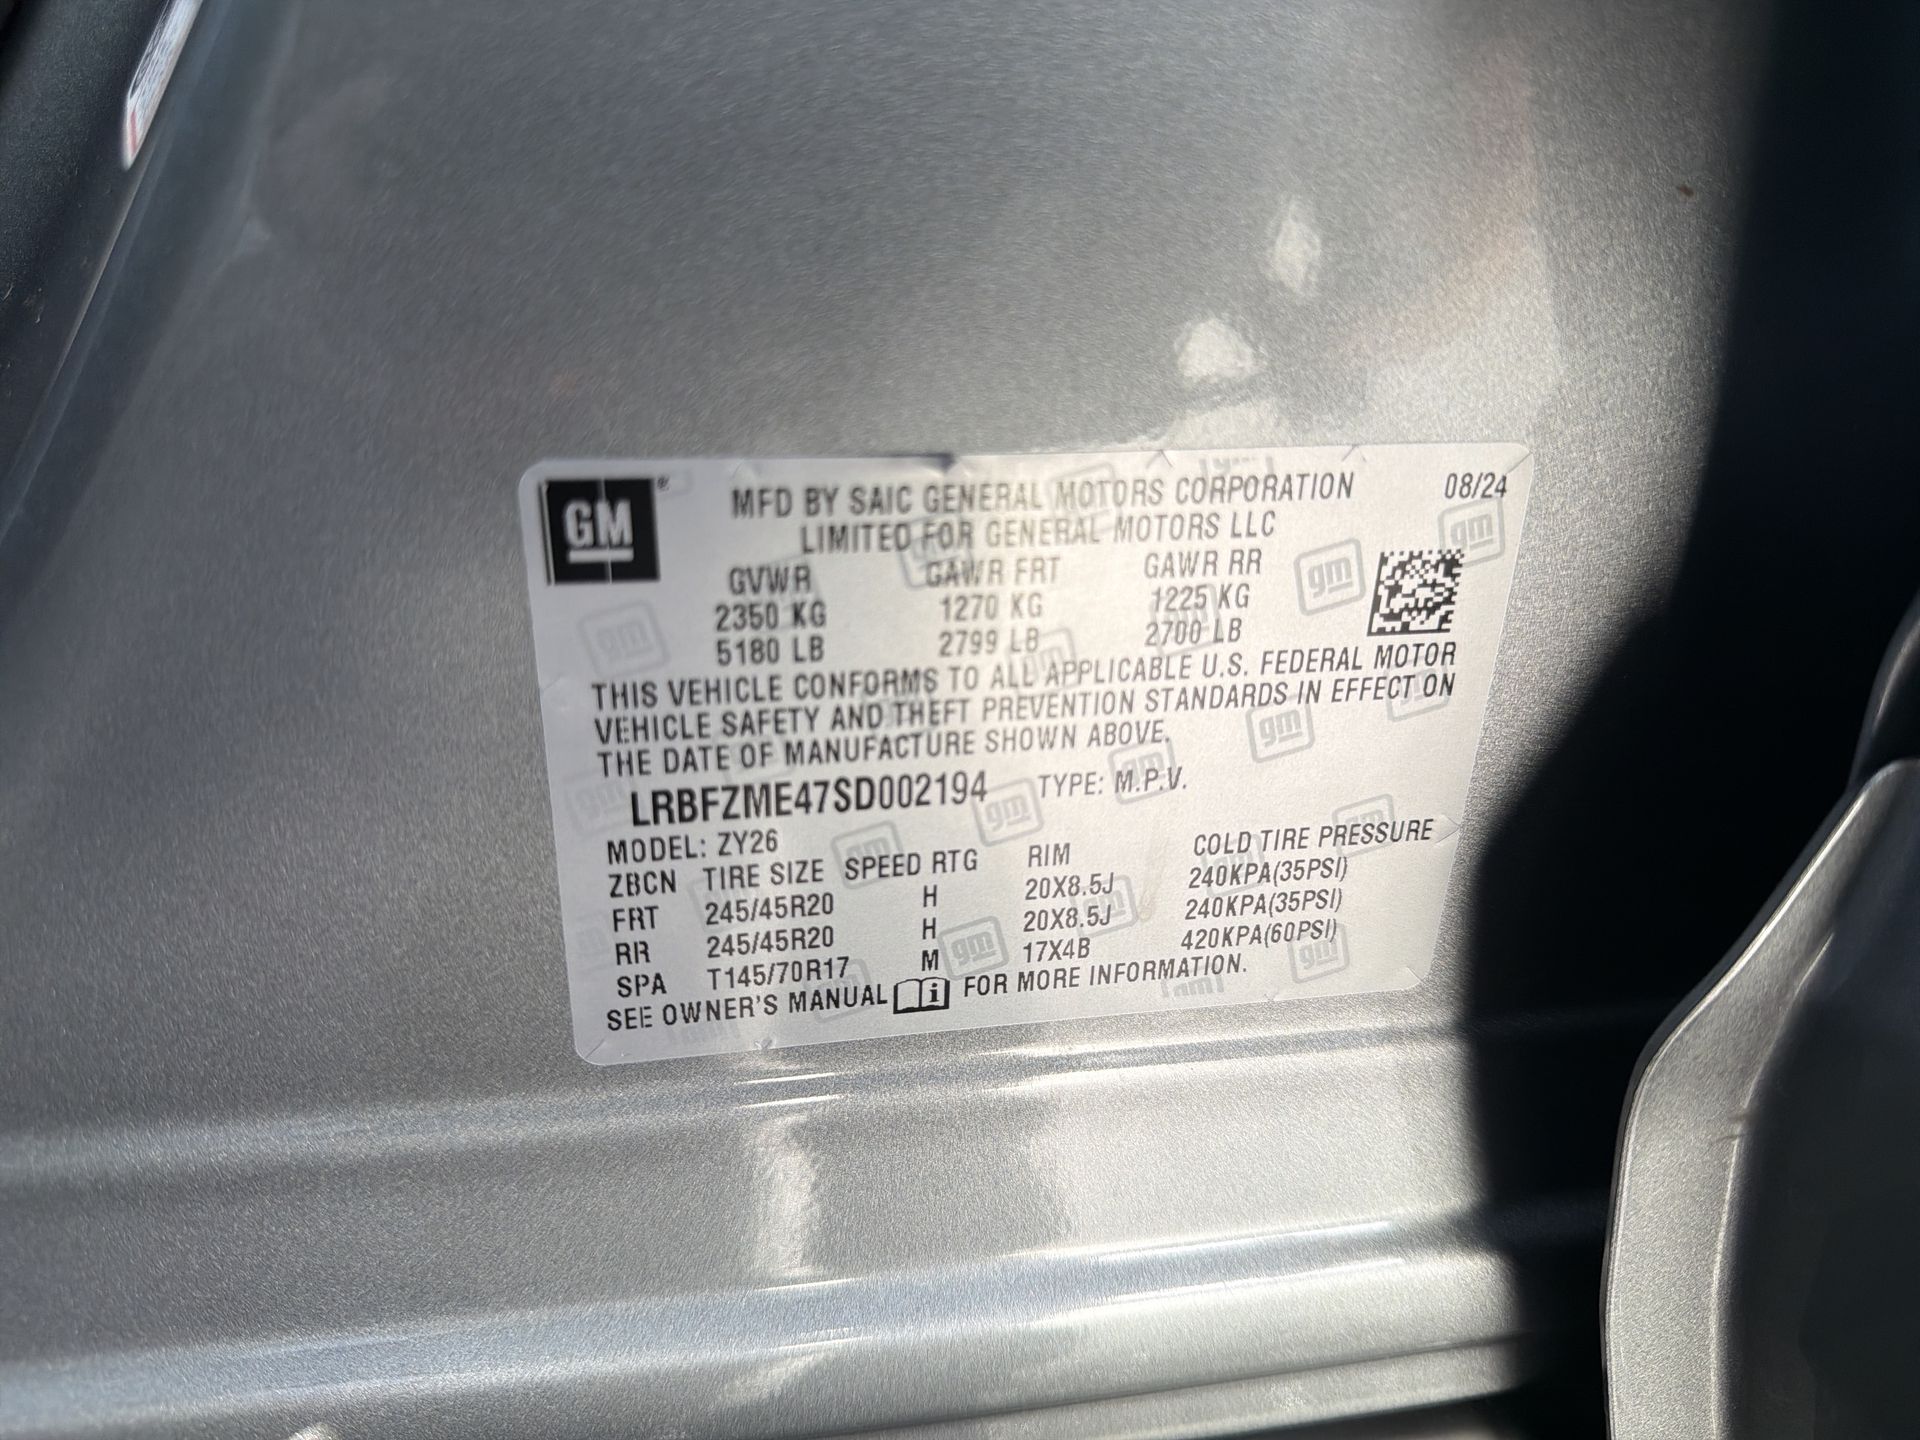 GM ®
MFD BY SAIC GENERAL MOTORS CORPORATION 08/24
LIMITED FOR GENERAL MOTORS LLC
GVWR GAWR FRT GAWR RR
2350 KG 1270 KG 1225 KG
5180 LB 2799 LB 2700 LB
THIS VEHICLE CONFORMS TO ALL APPLICABLE U.S. FEDERAL MOTOR
VEHICLE SAFETY AND THEFT PREVENTION STANDARDS IN EFFECT ON
THE DATE OF MANUFACTURE SHOWN ABOVE.
LRBFZME47SD002194 TYPE: M.P.V.
MODEL: ZY26
ZBCN TIRE SIZE SPEED RTG RIM COLD TIRE PRESSURE
FRT 245/45R20 H 20X8.5J 240KPA(35PSI)
RR 245/45R20 H 20X8.5J 240KPA(35PSI)
SPA T145/70R17 M 17X4B 420KPA(60PSI)
SEE OWNER'S MANUAL i FOR MORE INFORMATION.